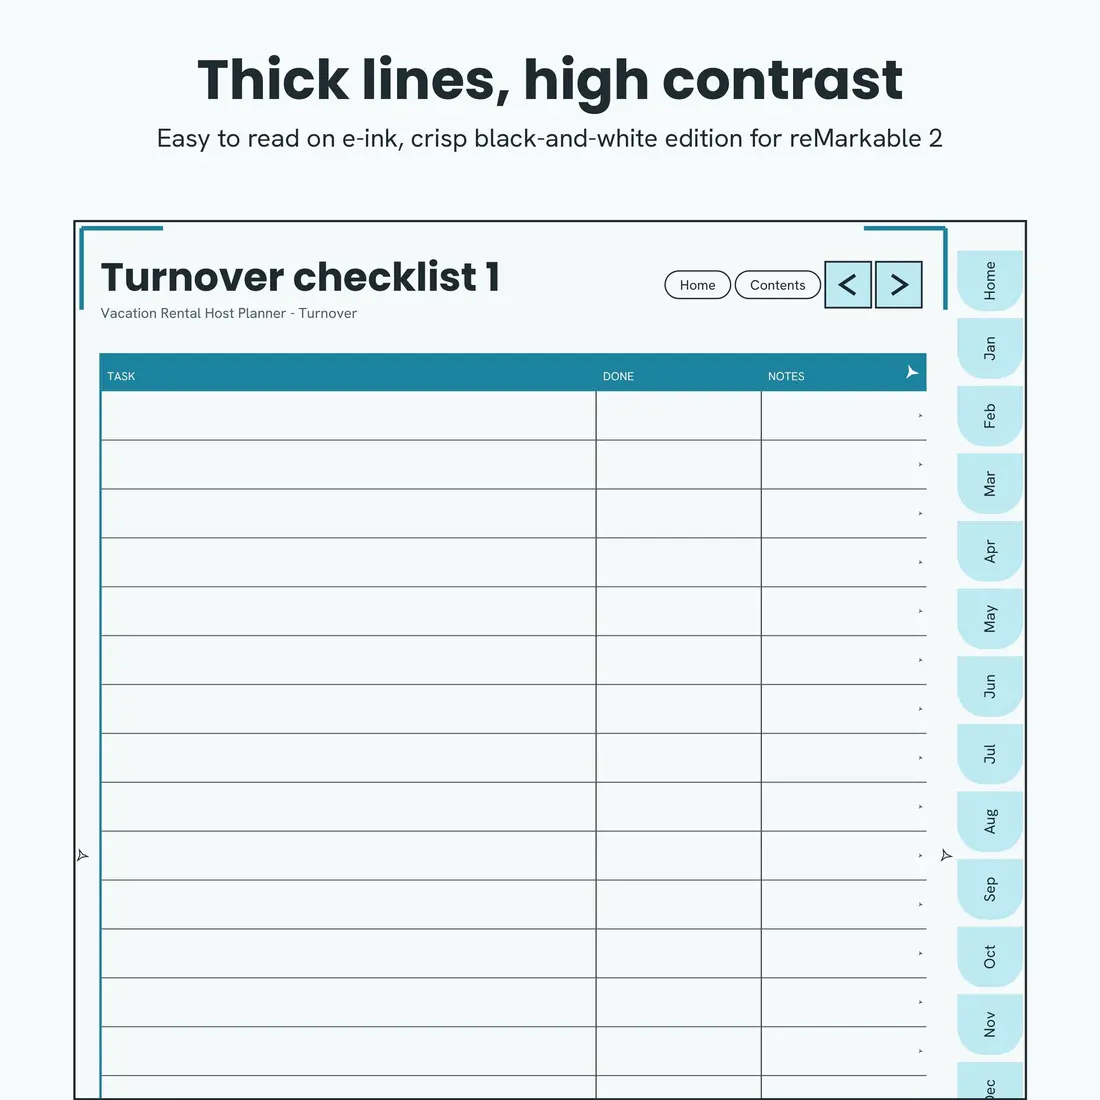 Thick lines, high contrast
Easy to read on e-ink, crisp black-and-white edition for reMarkable 2
Turnover checklist 1
Vacation Rental Host Planner - Turnover
Home
Contents
<
>
TASK
DONE
NOTES
Home
Jan
Feb
Mar
Apr
May
Jun
Jul
Aug
Sep
Oct
Nov
Dec